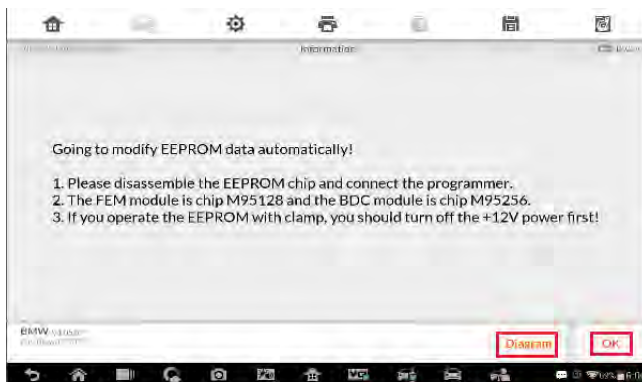 Information
Going to modify EEPROM data automatically!
1. Please disassemble the EEPROM chip and connect the programmer.
2. The FEM module is chip M95128 and the BDC module is chip M95256.
3. If you operate the EEPROM with clamp, you should turn off the +12V power first!
BMW
Diagram
OK